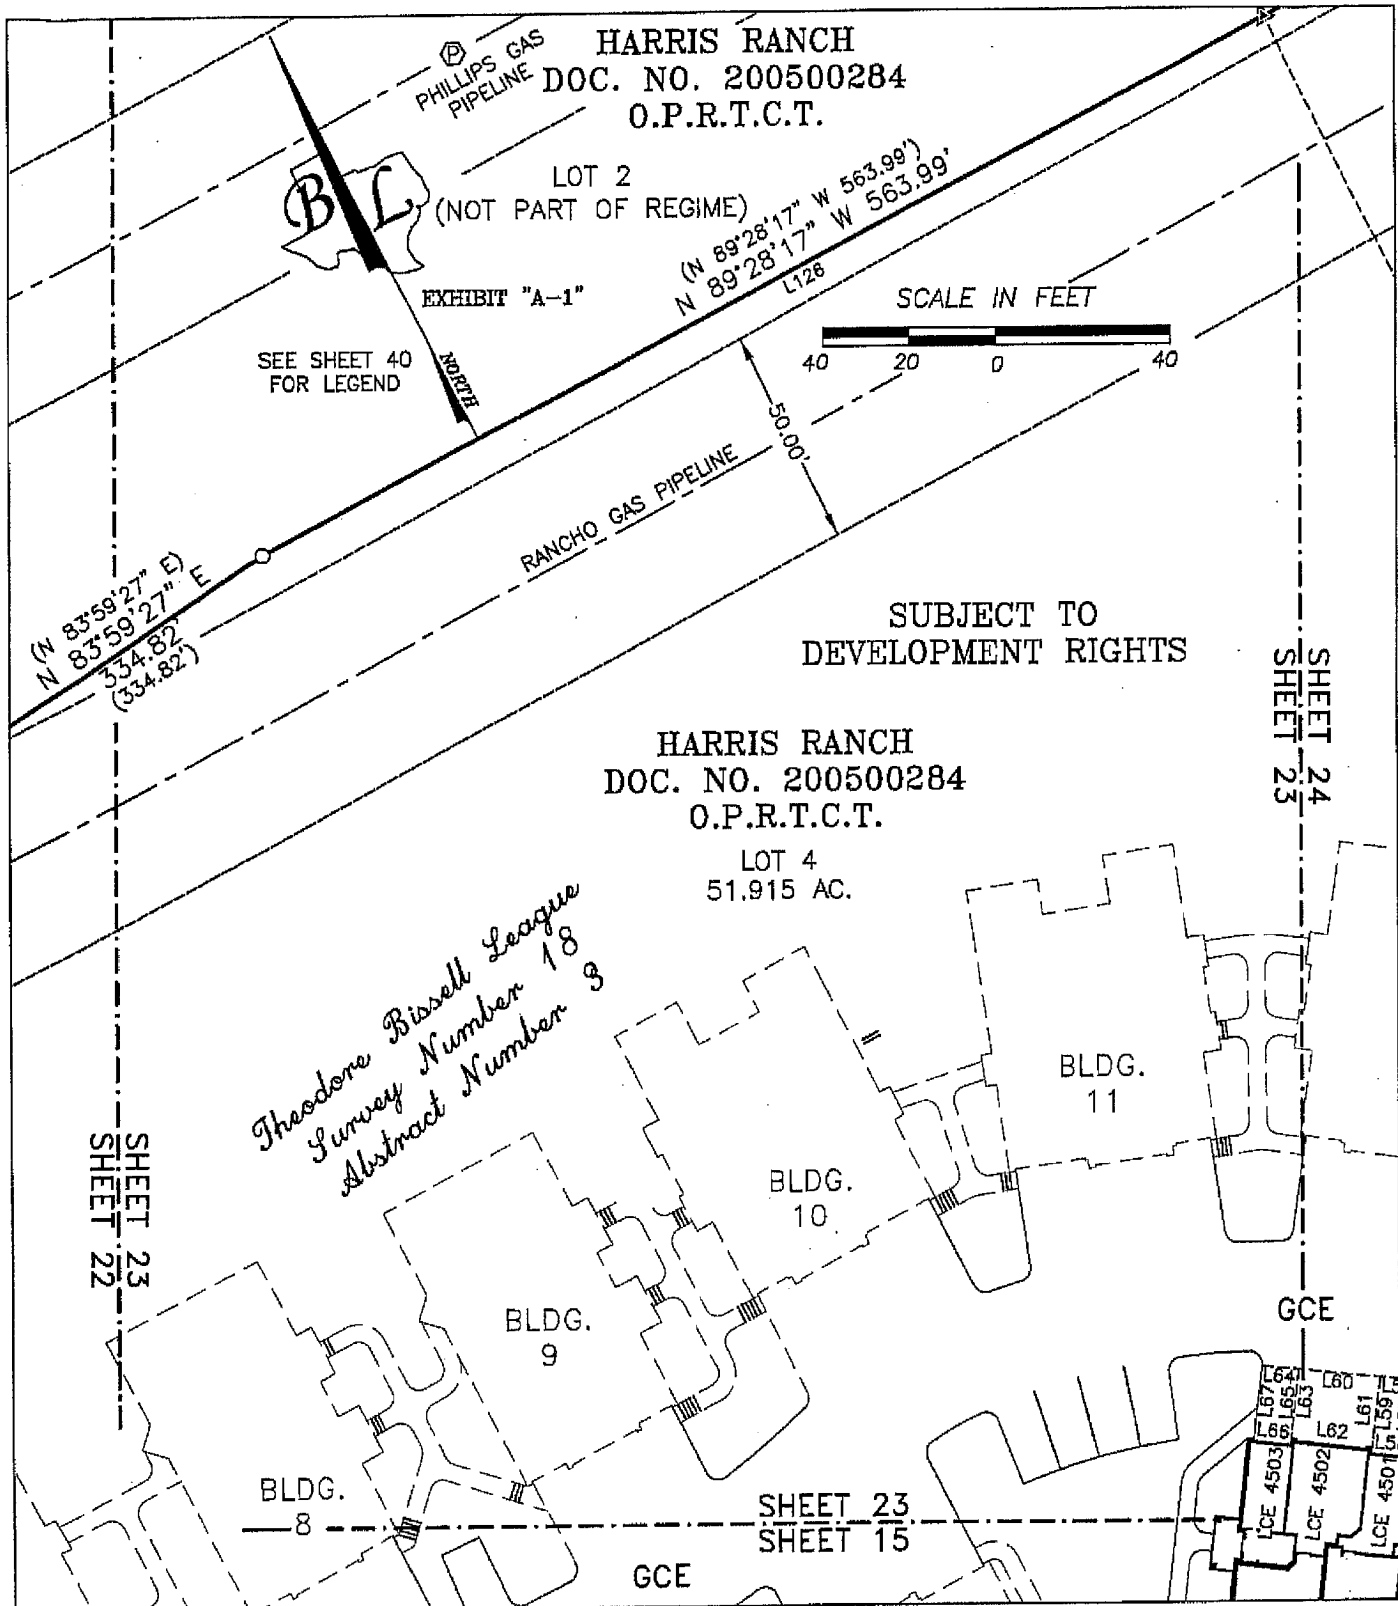 HARRIS RANCH
DOC. NO. 200500284
O.P.R.T.C.T.
P
PHILLIPS GAS
PIPELINE
LOT 2
(NOT PART OF REGIME)
B L
EXHIBIT "A-1"
SEE SHEET 40
FOR LEGEND
NORTH
(N 89°28'17" W 563.99')
N 89°28'17" W 563.99'
L126
SCALE IN FEET
40 20 0 40
50.00'
RANCHO GAS PIPELINE
(N 83°59'27" E)
N 83°59'27" E
334.82'
(334.82')
SUBJECT TO
DEVELOPMENT RIGHTS
SHEET 24
SHEET 23
HARRIS RANCH
DOC. NO. 200500284
O.P.R.T.C.T.
LOT 4
51.915 AC.
Theodore Bissell League
Survey Number 18
Abstract Number 3
BLDG.
11
BLDG.
10
SHEET 23
SHEET 22
BLDG.
9
GCE
L64 L60
L67 L65 L63 L61 L59
L66 L62
LCE 4503 LCE 4502 LCE 4501
BLDG.
8
SHEET 23
SHEET 15
GCE